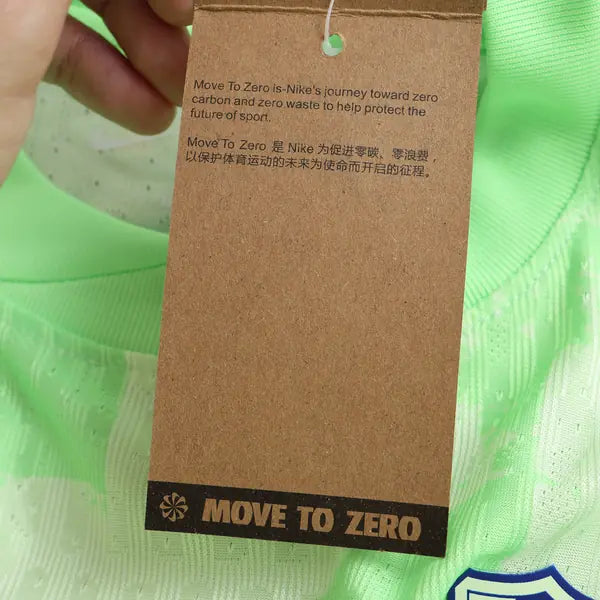 Move To Zero is Nike's journey toward zero
carbon and zero waste to help protect the
future of sport.
Move To Zero 是 Nike 为促进零碳、零浪费，
以保护体育运动的未来为使命而开启的征程。
MOVE TO ZERO